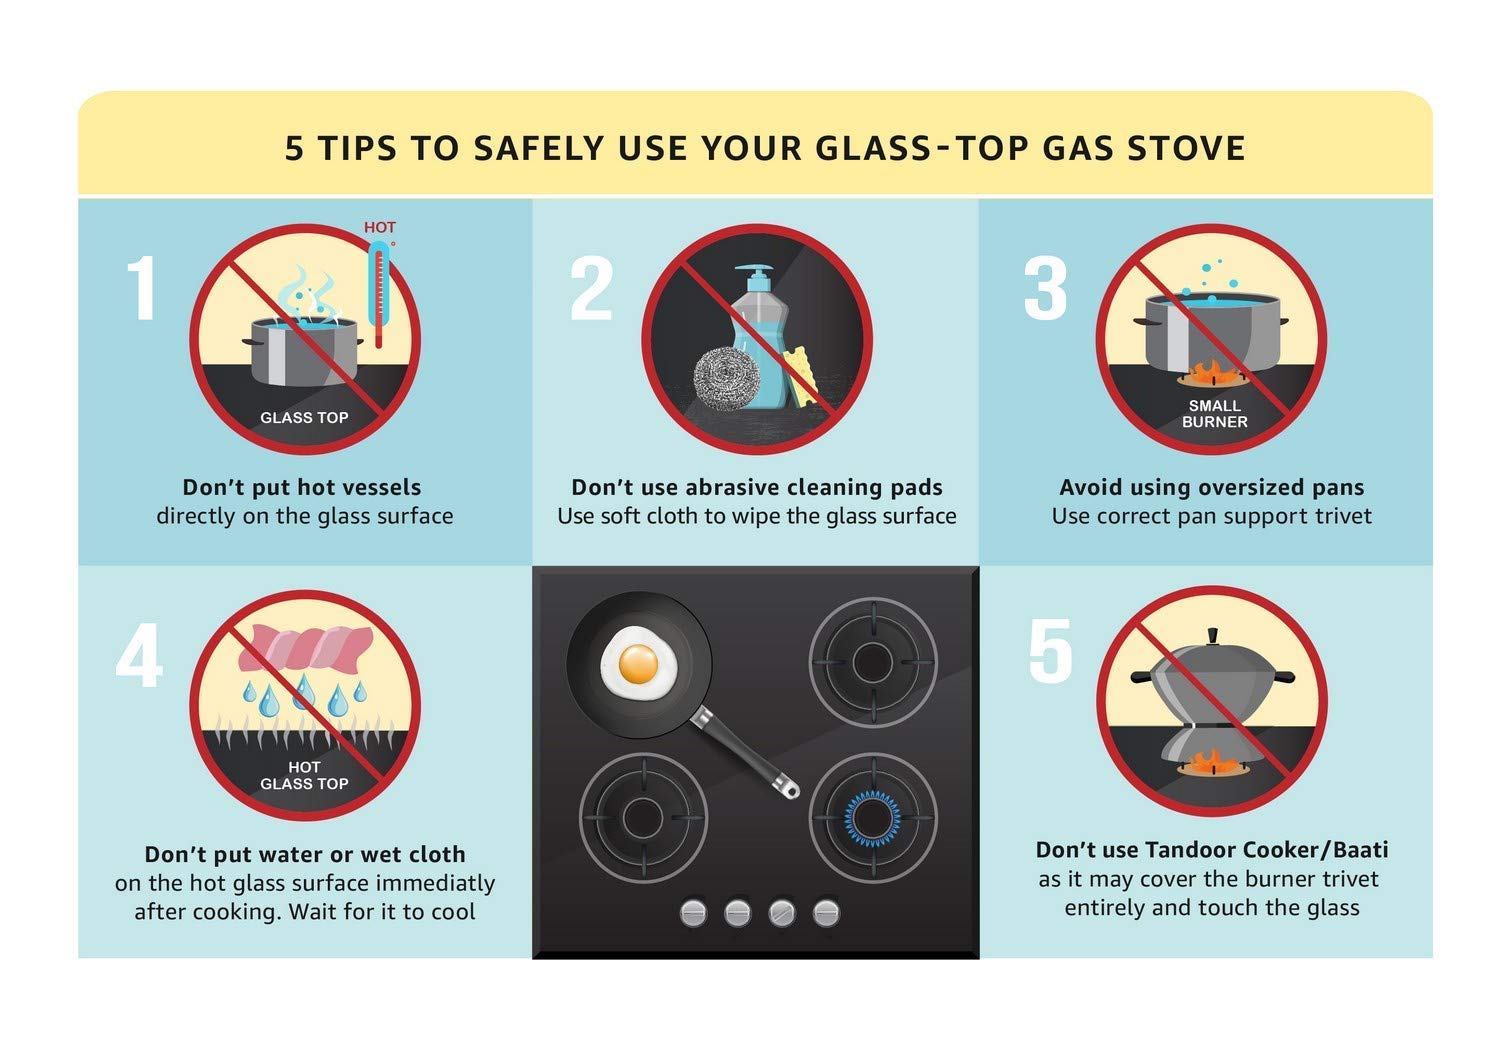 5 TIPS TO SAFELY USE YOUR GLASS-TOP GAS STOVE
1
HOT
GLASS TOP
Don't put hot vessels
directly on the glass surface
2
Don't use abrasive cleaning pads
Use soft cloth to wipe the glass surface
3
SMALL
BURNER
Avoid using oversized pans
Use correct pan support trivet
4
HOT
GLASS TOP
Don't put water or wet cloth
on the hot glass surface immediatly
after cooking. Wait for it to cool
5
Don't use Tandoor Cooker/Baati
as it may cover the burner trivet
entirely and touch the glass